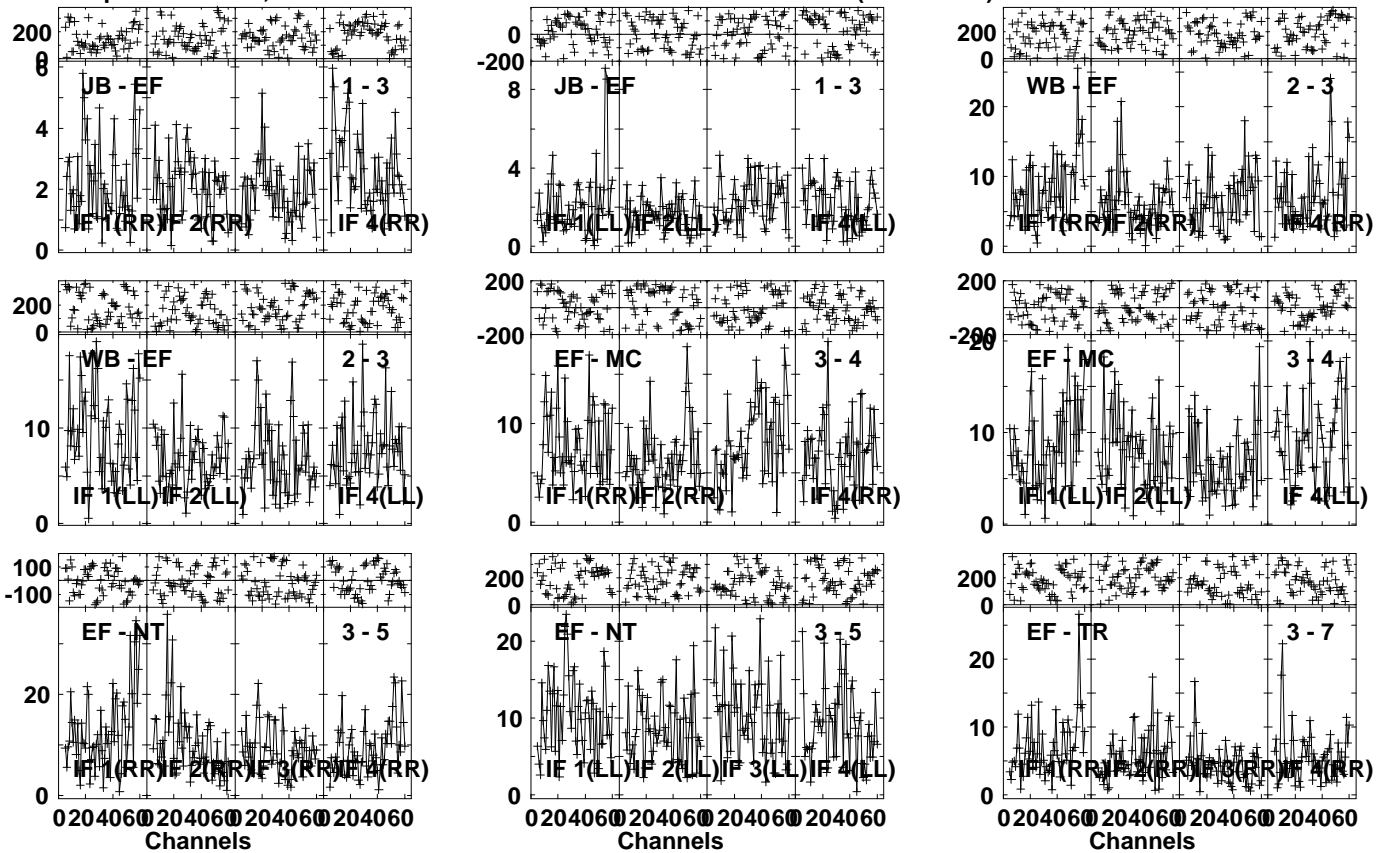 200 0 200
0 -200 0
6 8 20
JB - EF 1 - 3 JB - EF 1 - 3 WB - EF 2 - 3
4 4 10
2
IF 1(RR) IF 2(RR) IF 4(RR) IF 1(LL) IF 2(LL) IF 4(LL) IF 1(RR) IF 2(RR) IF 4(RR)
0 0 0
200 200 200
0 -200 -200
20
WB - EF 2 - 3 EF - MC 3 - 4 EF - MC 3 - 4
10 10 10
IF 1(LL) IF 2(LL) IF 4(LL) IF 1(RR) IF 2(RR) IF 4(RR) IF 1(LL) IF 2(LL) IF 4(LL)
0 0 0
100 200 200
-100 0 0
EF - NT 3 - 5 EF - NT 3 - 5 EF - TR 3 - 7
20 20 20
10 10
IF 1(RR) IF 2(RR) IF 3(RR) IF 4(RR) IF 1(LL) IF 2(LL) IF 3(LL) IF 4(LL) IF 1(RR) IF 2(RR) IF 3(RR) IF 4(RR)
0 0 0
0 20 40 60 0 20 40 60 0 20 40 60 0 20 40 60 0 20 40 60 0 20 40 60 0 20 40 60 0 20 40 60 0 20 40 60 0 20 40 60 0 20 40 60 0 20 40 60
Channels Channels Channels